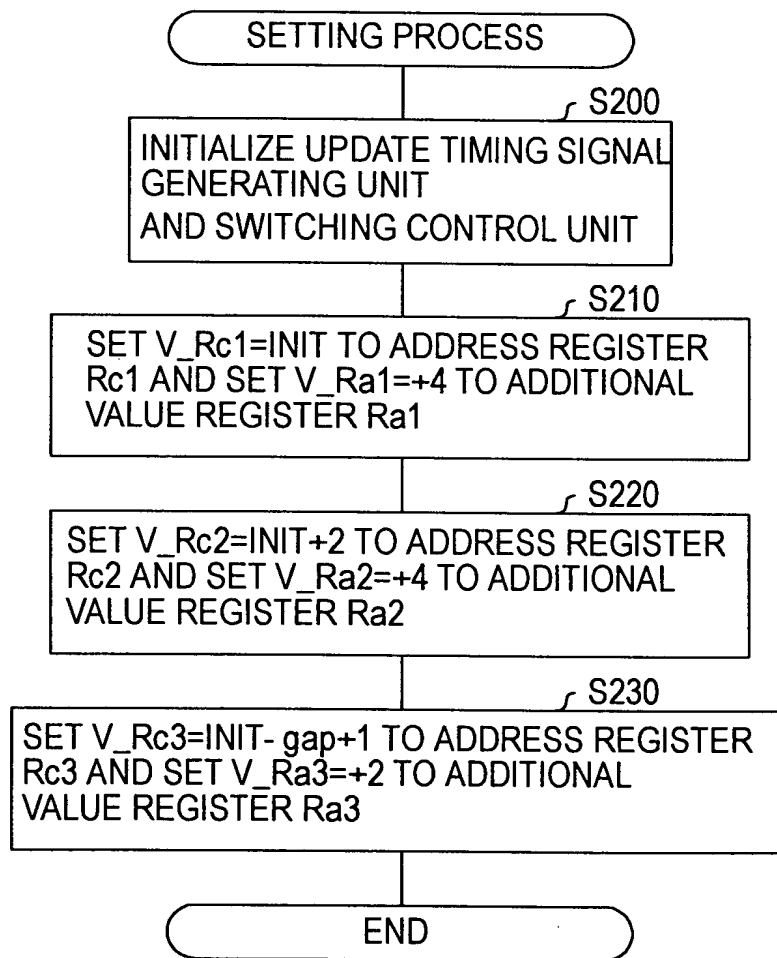 SETTING PROCESS
S200
INITIALIZE UPDATE TIMING SIGNAL
GENERATING UNIT
AND SWITCHING CONTROL UNIT
S210
SET V_Rc1=INIT TO ADDRESS REGISTER
Rc1 AND SET V_Ra1=+4 TO ADDITIONAL
VALUE REGISTER Ra1
S220
SET V_Rc2=INIT+2 TO ADDRESS REGISTER
Rc2 AND SET V_Ra2=+4 TO ADDITIONAL
VALUE REGISTER Ra2
S230
SET V_Rc3=INIT- gap+1 TO ADDRESS REGISTER
Rc3 AND SET V_Ra3=+2 TO ADDITIONAL
VALUE REGISTER Ra3
END